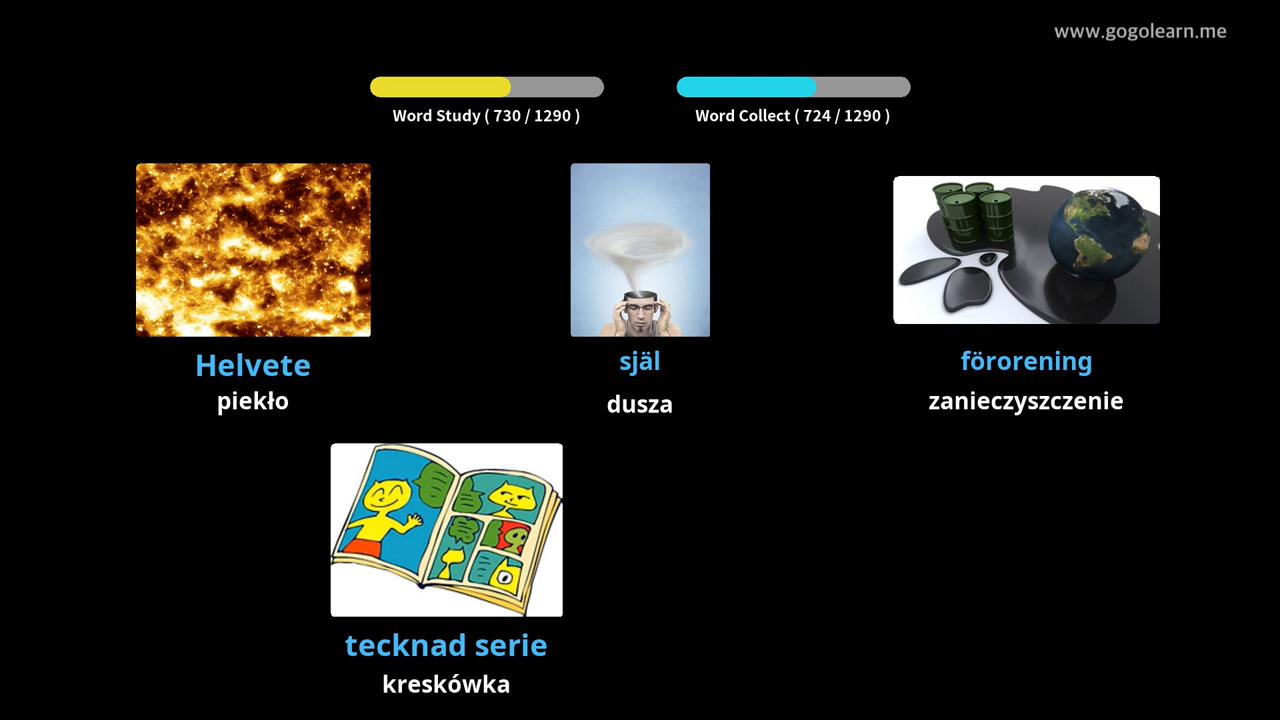 www.gogolearn.me
Word Study ( 730 / 1290 )
Word Collect ( 724 / 1290 )
Helvete
piekło
själ
dusza
förorening
zanieczyszczenie
tecknad serie
kreskówka